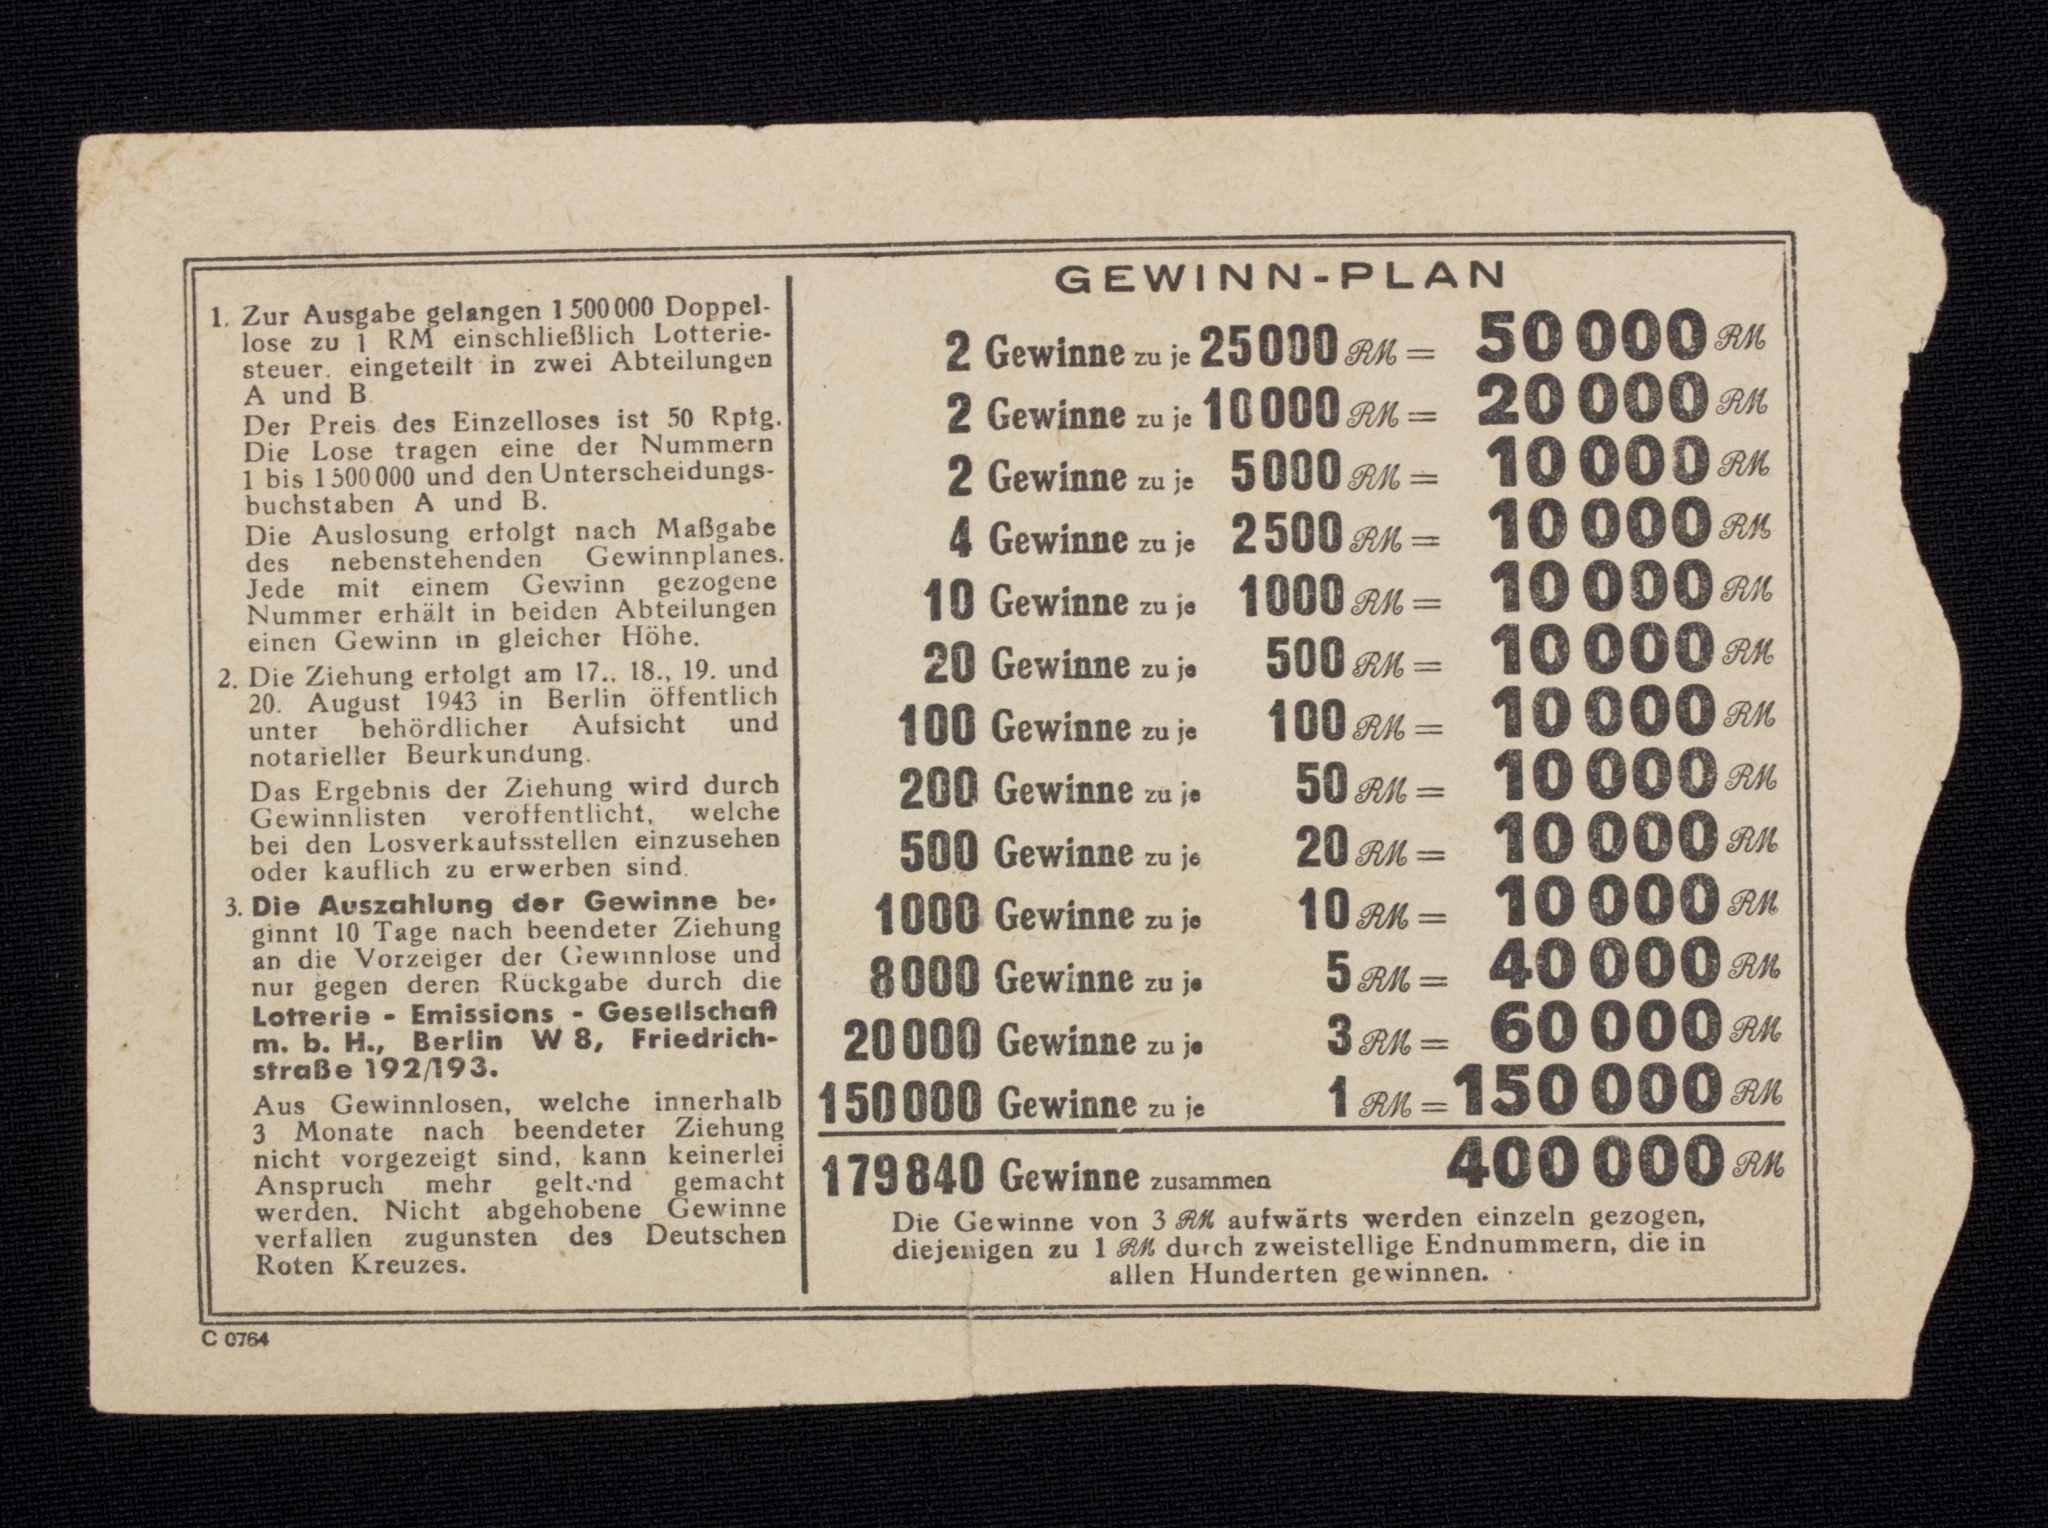 1. Zur Ausgabe gelangen 1 500 000 Doppel-
lose zu 1 RM einschließlich Lotterie-
steuer, eingeteilt in zwei Abteilungen
A und B.
Der Preis des Einzelloses ist 50 Rpfg.
Die Lose tragen eine der Nummern
1 bis 1 500 000 und den Unterscheidungs-
buchstaben A und B.
Die Auslosung erfolgt nach Maßgabe
des nebenstehenden Gewinnplanes.
Jede mit einem Gewinn gezogene
Nummer erhält in beiden Abteilungen
einen Gewinn in gleicher Höhe.
2. Die Ziehung erfolgt am 17., 18., 19. und
20. August 1943 in Berlin öffentlich
unter behördlicher Aufsicht und
notarieller Beurkundung.
Das Ergebnis der Ziehung wird durch
Gewinnlisten veröffentlicht, welche
bei den Losverkaufsstellen einzusehen
oder käuflich zu erwerben sind.
3. Die Auszahlung der Gewinne be-
ginnt 10 Tage nach beendeter Ziehung
an die Vorzeiger der Gewinnlose und
nur gegen deren Rückgabe durch die
Lotterie - Emissions - Gesellschaft
m. b. H., Berlin W 8, Friedrich-
straße 192/193.
Aus Gewinnlosen, welche innerhalb
3 Monate nach beendeter Ziehung
nicht vorgezeigt sind, kann keinerlei
Anspruch mehr geltend gemacht
werden. Nicht abgehobene Gewinne
verfallen zugunsten des Deutschen
Roten Kreuzes.
GEWINN-PLAN
2 Gewinne zu je 25 000 RM = 50 000 RM
2 Gewinne zu je 10 000 RM = 20 000 RM
2 Gewinne zu je 5000 RM = 10 000 RM
4 Gewinne zu je 2500 RM = 10 000 RM
10 Gewinne zu je 1000 RM = 10 000 RM
20 Gewinne zu je 500 RM = 10 000 RM
100 Gewinne zu je 100 RM = 10 000 RM
200 Gewinne zu je 50 RM = 10 000 RM
500 Gewinne zu je 20 RM = 10 000 RM
1000 Gewinne zu je 10 RM = 10 000 RM
8000 Gewinne zu je 5 RM = 40 000 RM
20 000 Gewinne zu je 3 RM = 60 000 RM
150 000 Gewinne zu je 1 RM = 150 000 RM
179 840 Gewinne zusammen 400 000 RM
Die Gewinne von 3 RM aufwärts werden einzeln gezogen,
diejenigen zu 1 RM durch zweistellige Endnummern, die in
allen Hunderten gewinnen.
C 0764